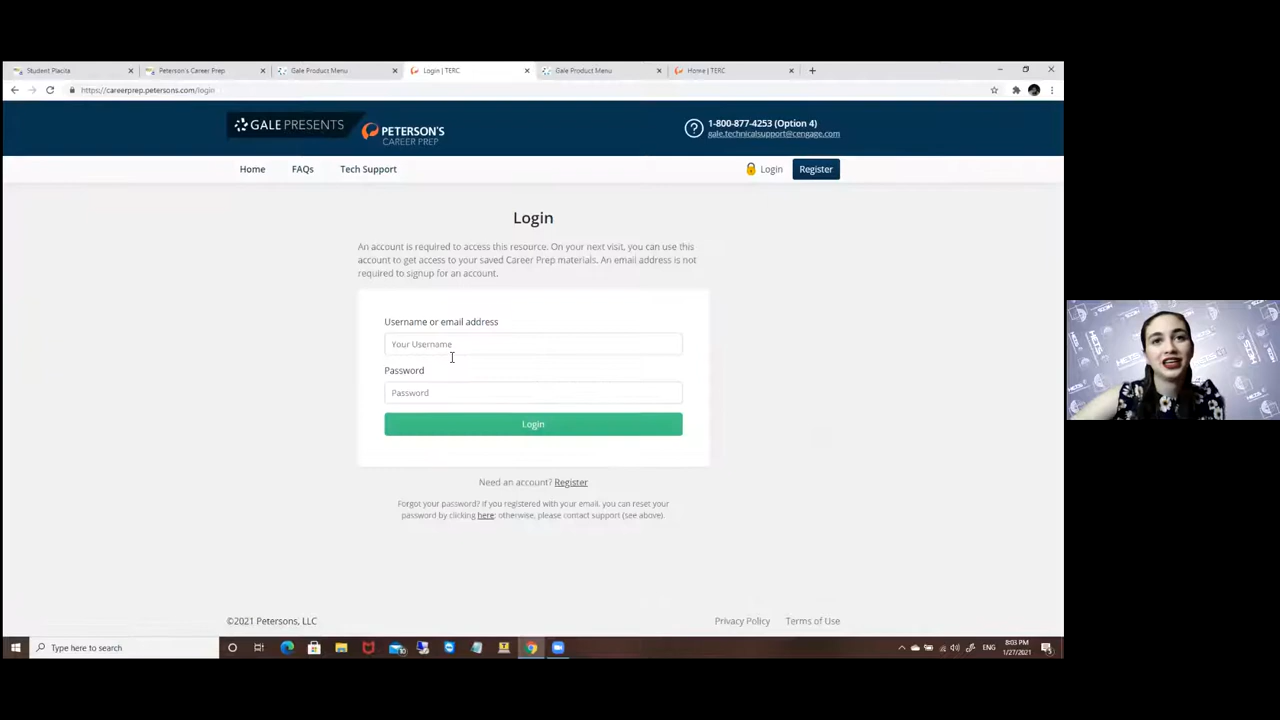 Student Placita
Peterson's Career Prep
Gale Product Menu
Login | TERC
Gale Product Menu
Home | TERC
https://careerprep.petersons.com/login
GALE PRESENTS
PETERSON'S
CAREER PREP
1-800-877-4253 (Option 4)
gale.technicalsupport@cengage.com
Home
FAQs
Tech Support
Login
Register
Login
An account is required to access this resource. On your next visit, you can use this
account to get access to your saved Career Prep materials. An email address is not
required to signup for an account.
Username or email address
Your Username
Password
Password
Login
Need an account? Register
Forgot your password? If you registered with your email, you can reset your
password by clicking here; otherwise, please contact support (see above).
©2021 Petersons, LLC
Privacy Policy
Terms of Use
Type here to search
ENG
8:03 PM
1/27/2021
HETS